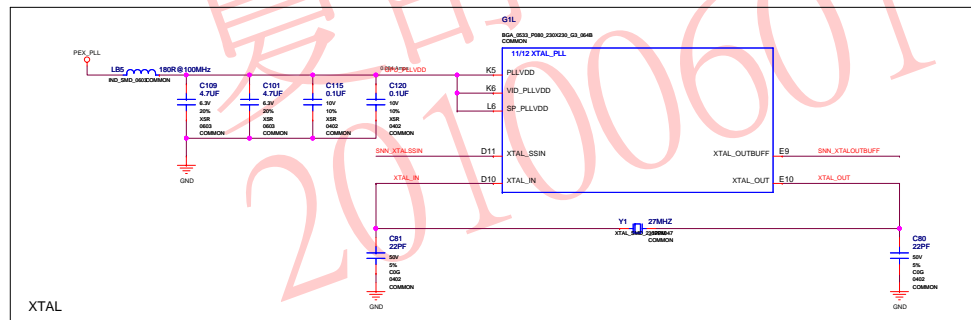 G1L
BGA_0533_P080_230X230_G3_064B
COMMON
PEX_PLL
LB5 180R@100MHz
COMMON
11/12 XTAL_PLL
K5 PLLVDD
K6 VID_PLLVDD
L6 SP_PLLVDD
C109
4.7UF
6.3V
20%
X5R
0603
COMMON
C101
4.7UF
6.3V
20%
X5R
0603
COMMON
C115
0.1UF
10V
10%
X5R
0402
COMMON
C120
0.1UF
10V
10%
X5R
0402
COMMON
GND
SNN_XTALSSIN D11 XTAL_SSIN
XTAL_OUTBUFF E9 SNN_XTALOUTBUFF
XTAL_IN D10 XTAL_IN
XTAL_OUT E10 XTAL_OUT
Y1 27MHZ
COMMON
C81
22PF
50V
5%
C0G
0402
COMMON
GND
C80
22PF
50V
5%
C0G
0402
COMMON
GND
XTAL
20100601